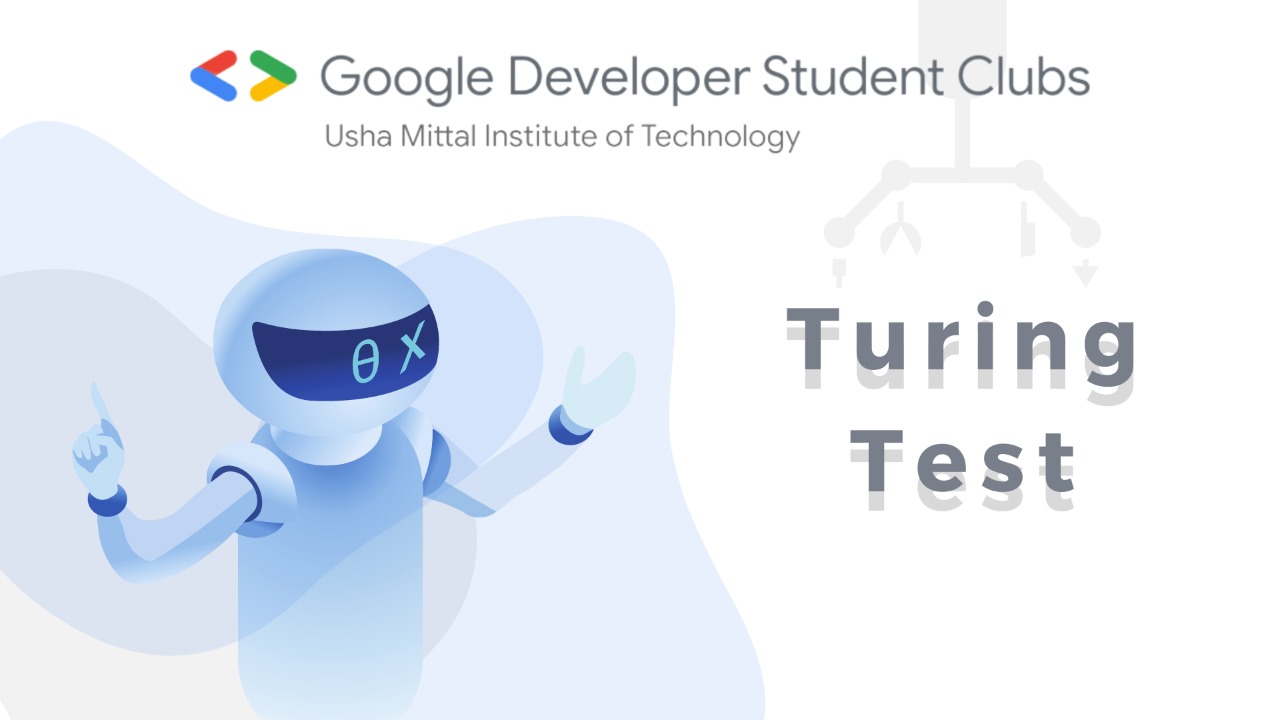 Google Developer Student Clubs
Usha Mittal Institute of Technology
θ X
Turing
Test